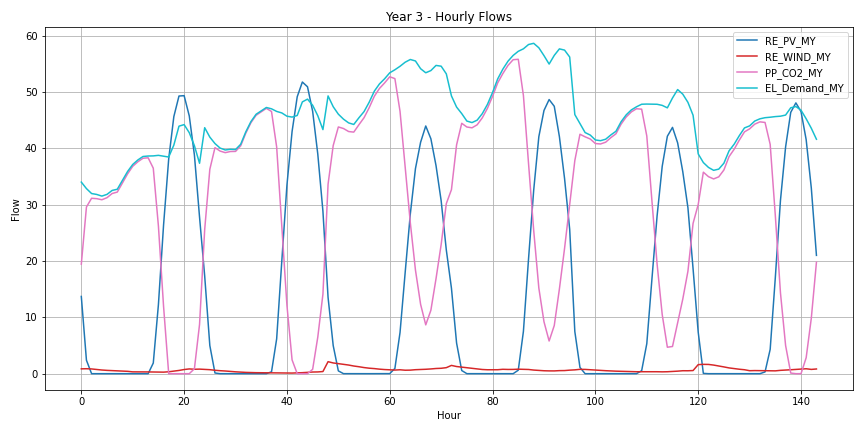 Year 3 - Hourly Flows
RE_PV_MY
RE_WIND_MY
PP_CO2_MY
EL_Demand_MY
60
50
40
30
20
10
0
Flow
0 20 40 60 80 100 120 140
Hour